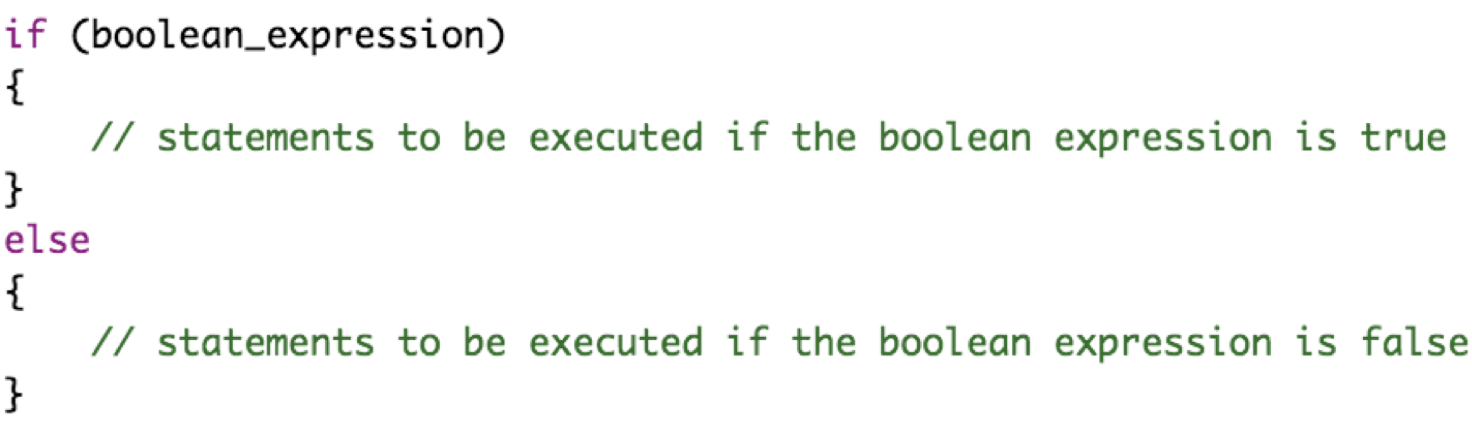 if (boolean_expression)
{
    // statements to be executed if the boolean expression is true
}
else
{
    // statements to be executed if the boolean expression is false
}